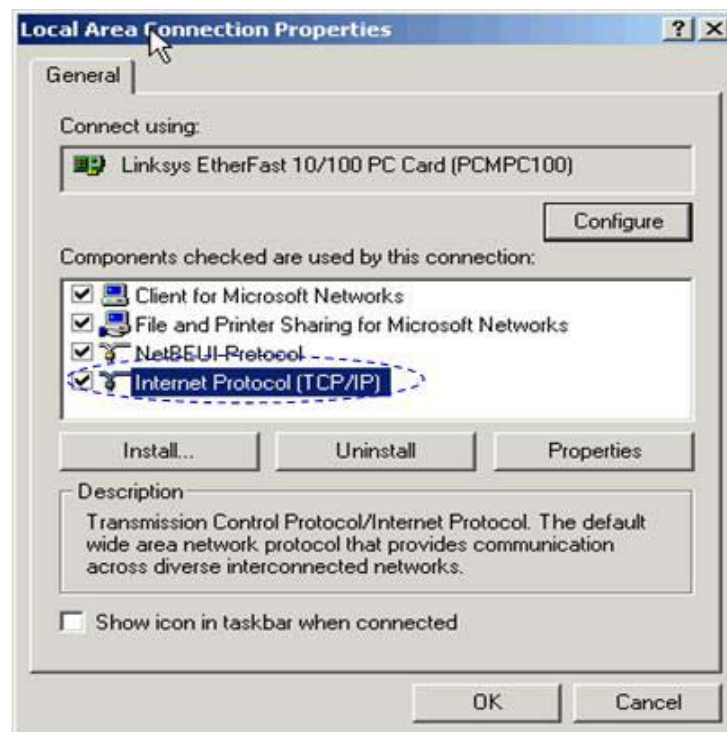 Local Area Connection Properties
General
Connect using:
Linksys EtherFast 10/100 PC Card (PCMPC100)
Configure
Components checked are used by this connection:
Client for Microsoft Networks
File and Printer Sharing for Microsoft Networks
NetBEUI Protocol
Internet Protocol (TCP/IP)
Install...
Uninstall
Properties
Description
Transmission Control Protocol/Internet Protocol. The default
wide area network protocol that provides communication
across diverse interconnected networks.
Show icon in taskbar when connected
OK
Cancel